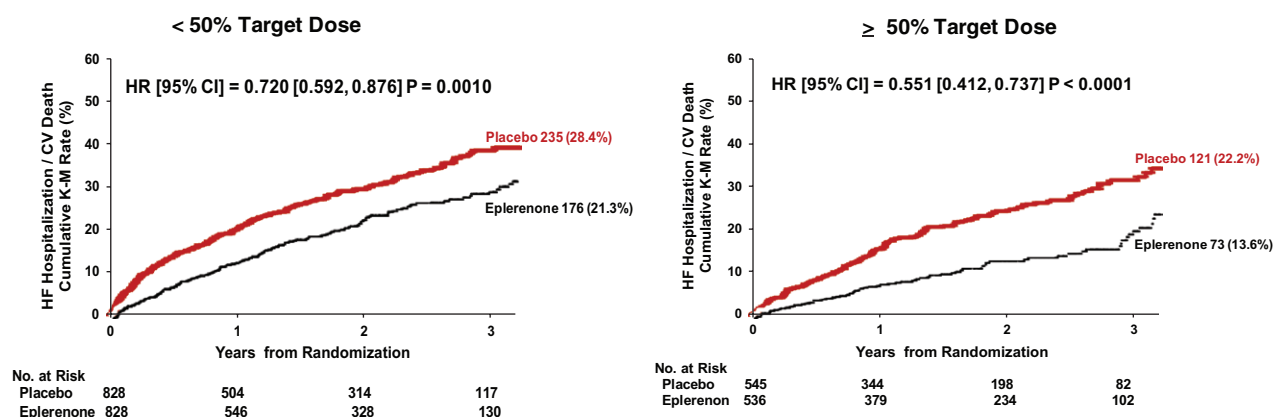 < 50% Target Dose
60
50
40
30
20
10
0
HF Hospitalization / CV Death
Cumulative K-M Rate (%)
HR [95% CI] = 0.720 [0.592, 0.876] P = 0.0010
Placebo 235 (28.4%)
Eplerenone 176 (21.3%)
0 1 2 3
Years from Randomization
No. at Risk
Placebo 828 504 314 117
Eplerenone 828 546 328 130
≥ 50% Target Dose
60
50
40
30
20
10
0
HF Hospitalization / CV Death
Cumulative K-M Rate (%)
HR [95% CI] = 0.551 [0.412, 0.737] P < 0.0001
Placebo 121 (22.2%)
Eplerenone 73 (13.6%)
0 1 2 3
Years from Randomization
No. at Risk
Placebo 545 344 198 82
Eplerenon 536 379 234 102